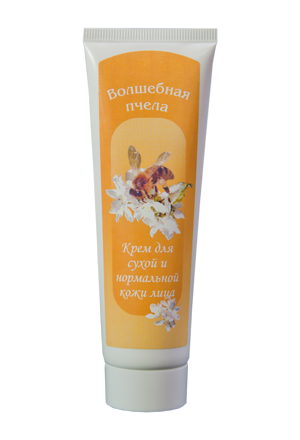 Волшебная
пчела
Крем для
сухой и
нормальной
кожи лица